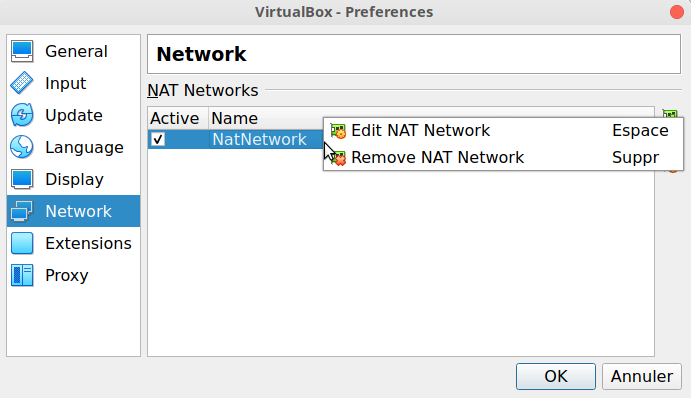 VirtualBox - Preferences
General
Input
Update
Language
Display
Network
Extensions
Proxy
Network
NAT Networks
Active Name
NatNetwork
Edit NAT Network Espace
Remove NAT Network Suppr
OK Annuler